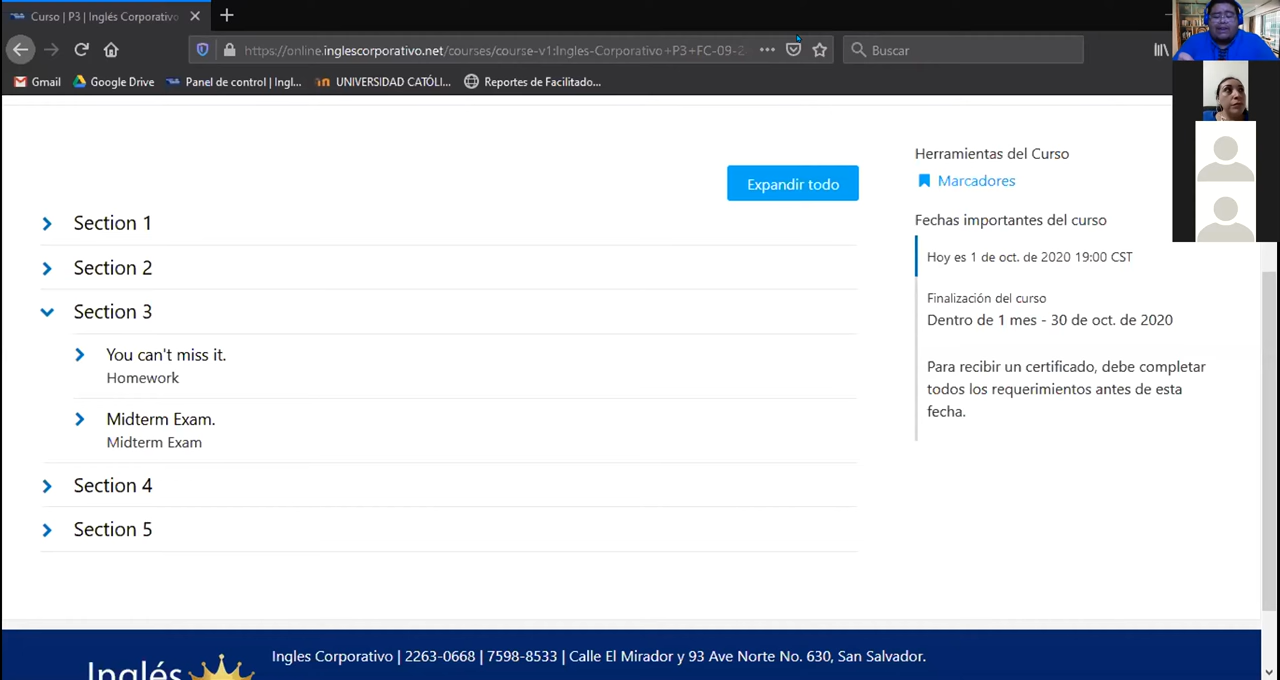 Curso | P3 | Inglés Corporativo
https://online.inglescorporativo.net/courses/course-v1:Ingles-Corporativo+P3+FC-09-2
Buscar
Gmail
Google Drive
Panel de control | Ingl...
UNIVERSIDAD CATÓLI...
Reportes de Facilitado...
Herramientas del Curso
Expandir todo
Marcadores
Section 1
Fechas importantes del curso
Hoy es 1 de oct. de 2020 19:00 CST
Section 2
Finalización del curso
Section 3
Dentro de 1 mes - 30 de oct. de 2020
You can't miss it.
Homework
Para recibir un certificado, debe completar
todos los requerimientos antes de esta
fecha.
Midterm Exam.
Midterm Exam
Section 4
Section 5
Ingles Corporativo | 2263-0668 | 7598-8533 | Calle El Mirador y 93 Ave Norte No. 630, San Salvador.
Inglés